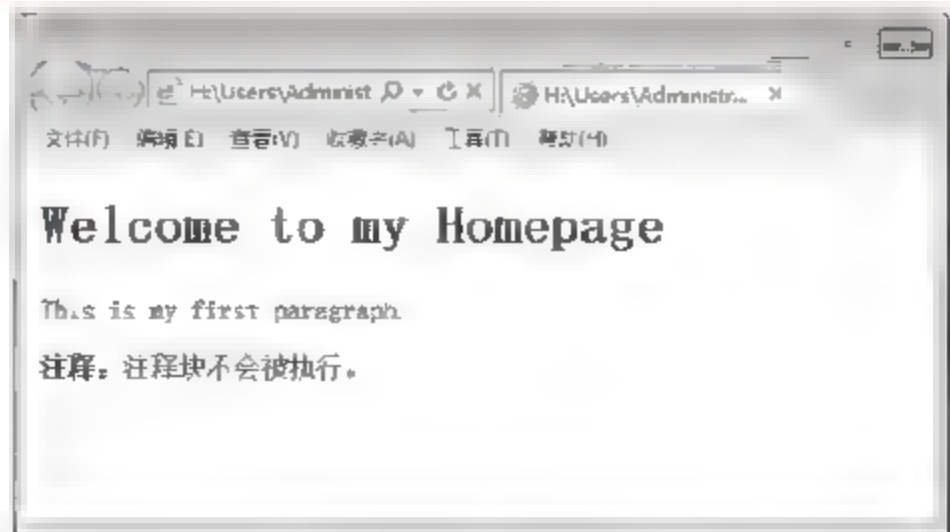 H:\Users\Administ
H:\Users\Administr...
文件(F) 编辑(E) 查看(V) 收藏夹(A) 工具(T) 帮助(H)
Welcome to my Homepage
This is my first paragraph.
注释：注释块不会被执行。